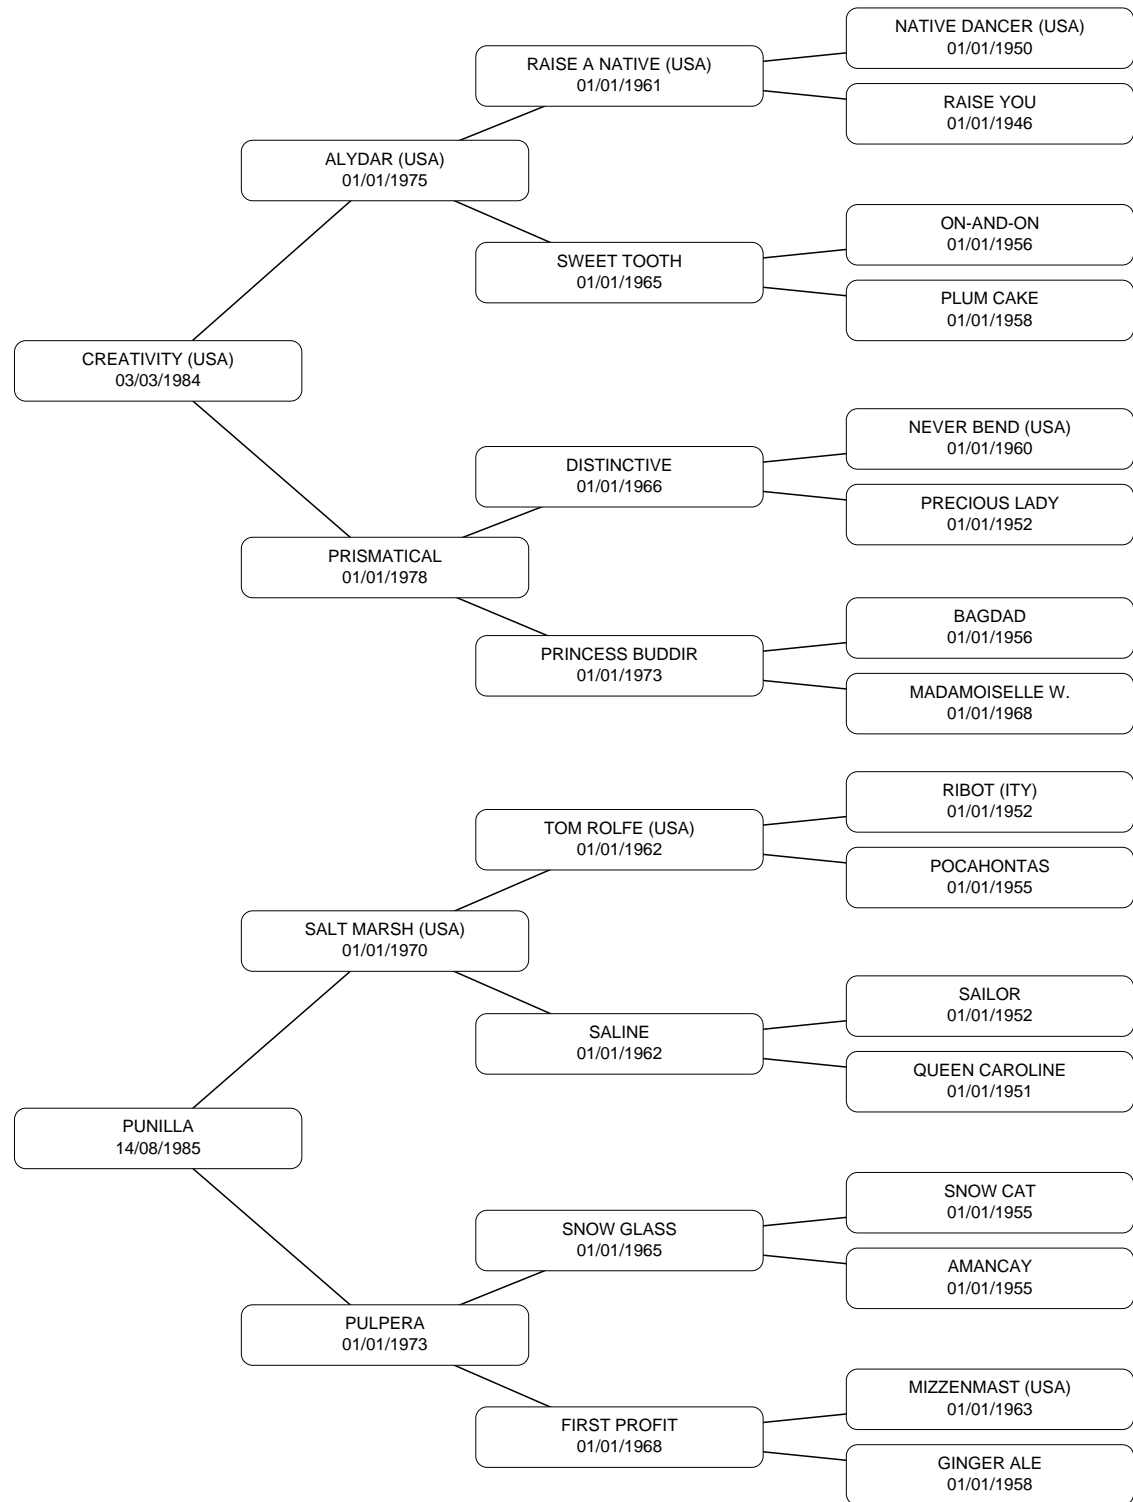 NATIVE DANCER (USA)
01/01/1950
RAISE A NATIVE (USA)
01/01/1961
RAISE YOU
01/01/1946
ALYDAR (USA)
01/01/1975
ON-AND-ON
01/01/1956
SWEET TOOTH
01/01/1965
PLUM CAKE
01/01/1958
CREATIVITY (USA)
03/03/1984
NEVER BEND (USA)
01/01/1960
DISTINCTIVE
01/01/1966
PRECIOUS LADY
01/01/1952
PRISMATICAL
01/01/1978
BAGDAD
01/01/1956
PRINCESS BUDDIR
01/01/1973
MADAMOISELLE W.
01/01/1968
RIBOT (ITY)
01/01/1952
TOM ROLFE (USA)
01/01/1962
POCAHONTAS
01/01/1955
SALT MARSH (USA)
01/01/1970
SAILOR
01/01/1952
SALINE
01/01/1962
QUEEN CAROLINE
01/01/1951
PUNILLA
14/08/1985
SNOW CAT
01/01/1955
SNOW GLASS
01/01/1965
AMANCAY
01/01/1955
PULPERA
01/01/1973
MIZZENMAST (USA)
01/01/1963
FIRST PROFIT
01/01/1968
GINGER ALE
01/01/1958